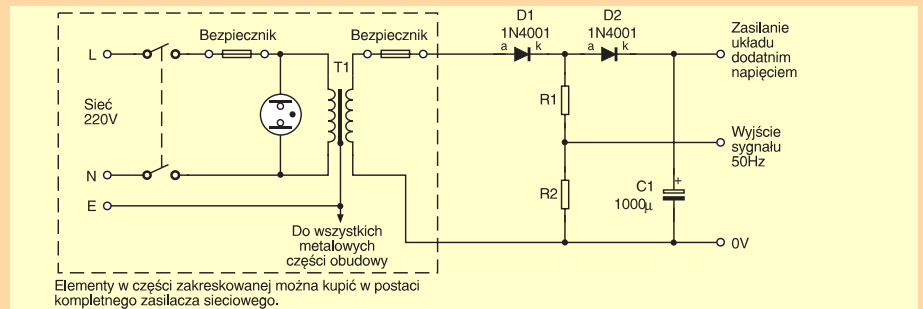 D1
1N4001
D2
1N4001
Zasilanie
układu
dodatnim
napięciem
Bezpiecznik
Bezpiecznik
L
a
k
a
k
T1
Sieć
220V
R1
Wyjście
sygnału
50Hz
N
R2
C1
1000µ
+
E
Do wszystkich
metalowych
części obudowy
0V
Elementy w części zakreskowanej można kupić w postaci
kompletnego zasilacza sieciowego.